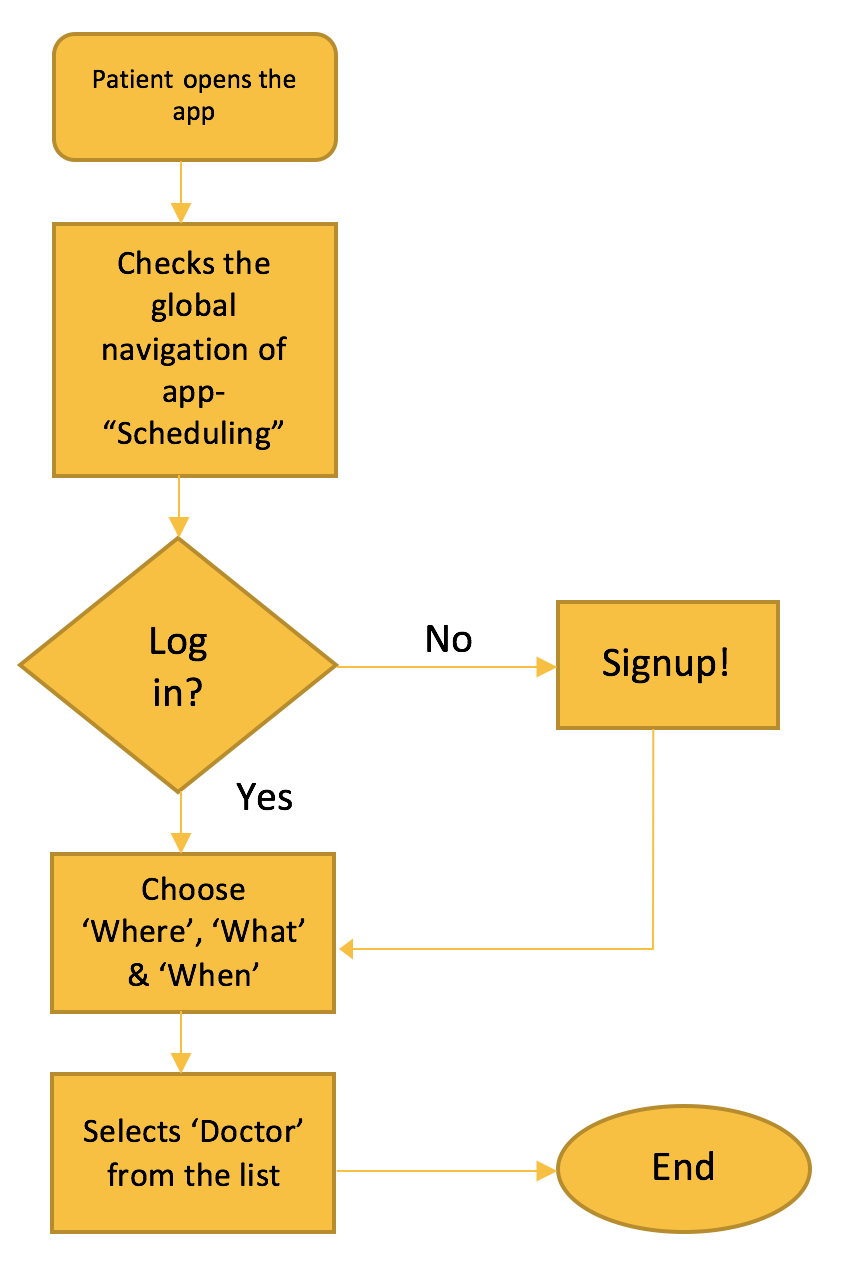 Patient opens the
app
Checks the
global
navigation of
app-
“Scheduling”
Log
in?
No
Signup!
Yes
Choose
‘Where’, ‘What’
& ‘When’
Selects ‘Doctor’
from the list
End